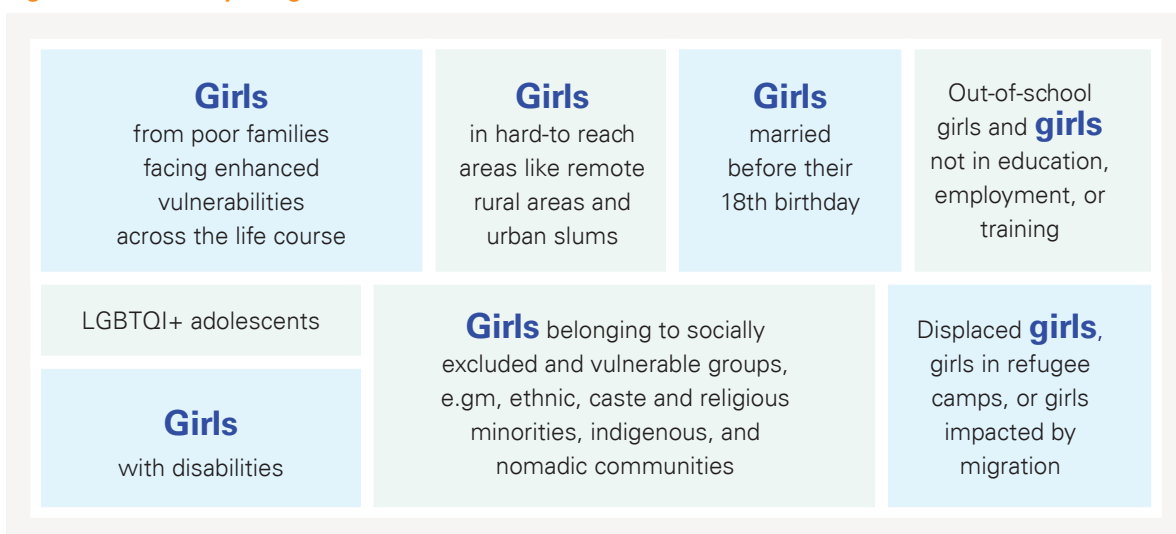 Girls
from poor families
facing enhanced
vulnerabilities
across the life course
Girls
in hard-to reach
areas like remote
rural areas and
urban slums
Girls
married
before their
18th birthday
Out-of-school
girls and girls
not in education,
employment, or
training
LGBTQI+ adolescents
Girls
with disabilities
Girls belonging to socially
excluded and vulnerable groups,
e.gm, ethnic, caste and religious
minorities, indigenous, and
nomadic communities
Displaced girls,
girls in refugee
camps, or girls
impacted by
migration